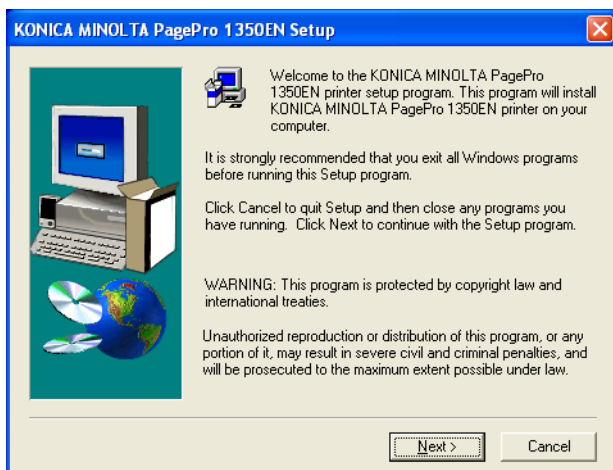 KONICA MINOLTA PagePro 1350EN Setup
Welcome to the KONICA MINOLTA PagePro
1350EN printer setup program. This program will install
KONICA MINOLTA PagePro 1350EN printer on your
computer.
It is strongly recommended that you exit all Windows programs
before running this Setup program.
Click Cancel to quit Setup and then close any programs you
have running. Click Next to continue with the Setup program.
WARNING: This program is protected by copyright law and
international treaties.
Unauthorized reproduction or distribution of this program, or any
portion of it, may result in severe civil and criminal penalties, and
will be prosecuted to the maximum extent possible under law.
Next >
Cancel